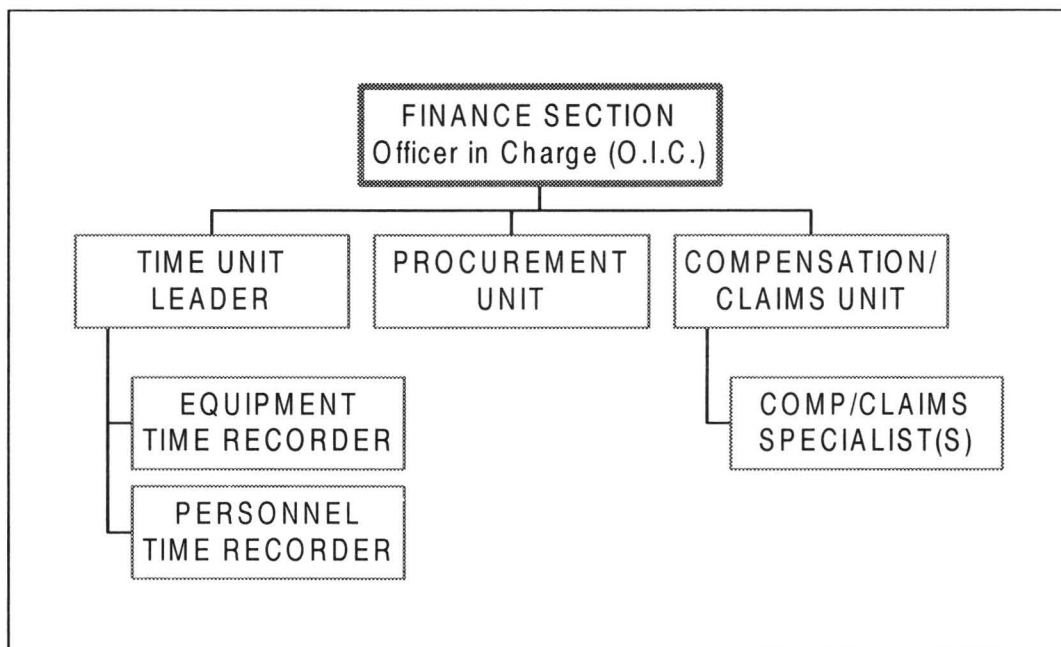 FINANCE SECTION
Officer in Charge (O.I.C.)
TIME UNIT
LEADER
PROCUREMENT
UNIT
COMPENSATION/
CLAIMS UNIT
EQUIPMENT
TIME RECORDER
PERSONNEL
TIME RECORDER
COMP/CLAIMS
SPECIALIST(S)